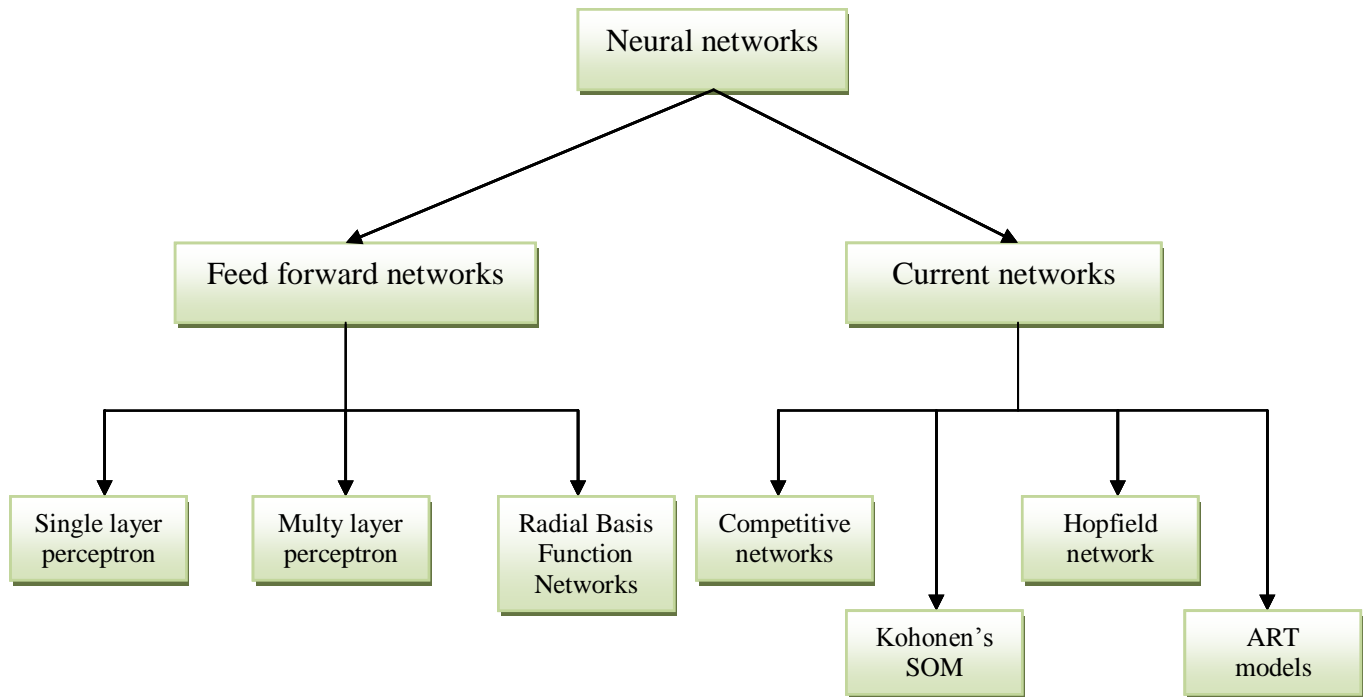 Neural networks
Feed forward networks
Current networks
Single layer
perceptron
Multy layer
perceptron
Radial Basis
Function
Networks
Competitive
networks
Hopfield
network
Kohonen’s
SOM
ART
models